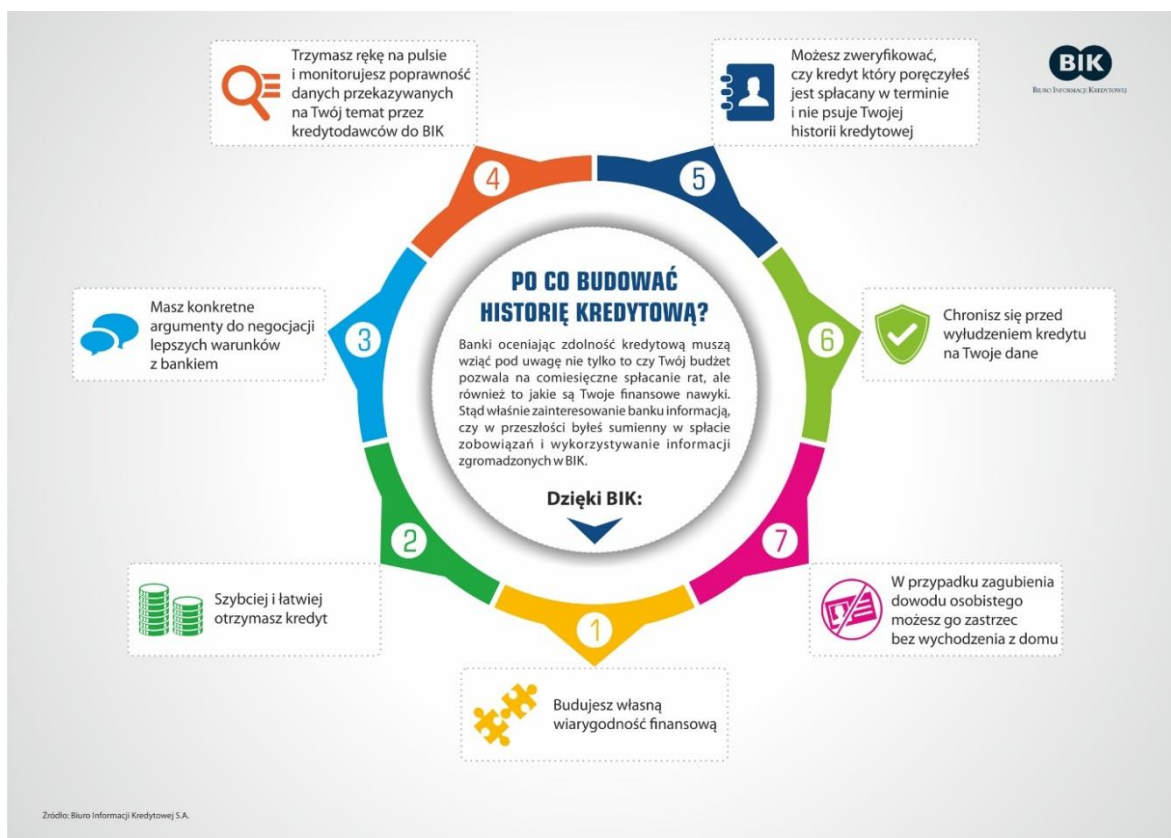 BIK
BIURO INFORMACJI KREDYTOWEJ
PO CO BUDOWAĆ
HISTORIĘ KREDYTOWĄ?
Banki oceniając zdolność kredytową muszą
wziąć pod uwagę nie tylko to czy Twój budżet
pozwala na comiesięczne spłacanie rat, ale
również to jakie są Twoje finansowe nawyki.
Stąd właśnie zainteresowanie banku informacją,
czy w przeszłości byłeś sumienny w spłacie
zobowiązań i wykorzystywanie informacji
zgromadzonych w BIK.
Dzięki BIK:
1
Budujesz własną
wiarygodność finansową
2
Szybciej i łatwiej
otrzymasz kredyt
3
Masz konkretne
argumenty do negocjacji
lepszych warunków
z bankiem
4
Trzymasz rękę na pulsie
i monitorujesz poprawność
danych przekazywanych
na Twój temat przez
kredytodawców do BIK
5
Możesz zweryfikować,
czy kredyt który poręczyłeś
jest spłacany w terminie
i nie psuje Twojej
historii kredytowej
6
Chronisz się przed
wyłudzeniem kredytu
na Twoje dane
7
W przypadku zagubienia
dowodu osobistego
możesz go zastrzec
bez wychodzenia z domu
Źródło: Biuro Informacji Kredytowej S.A.